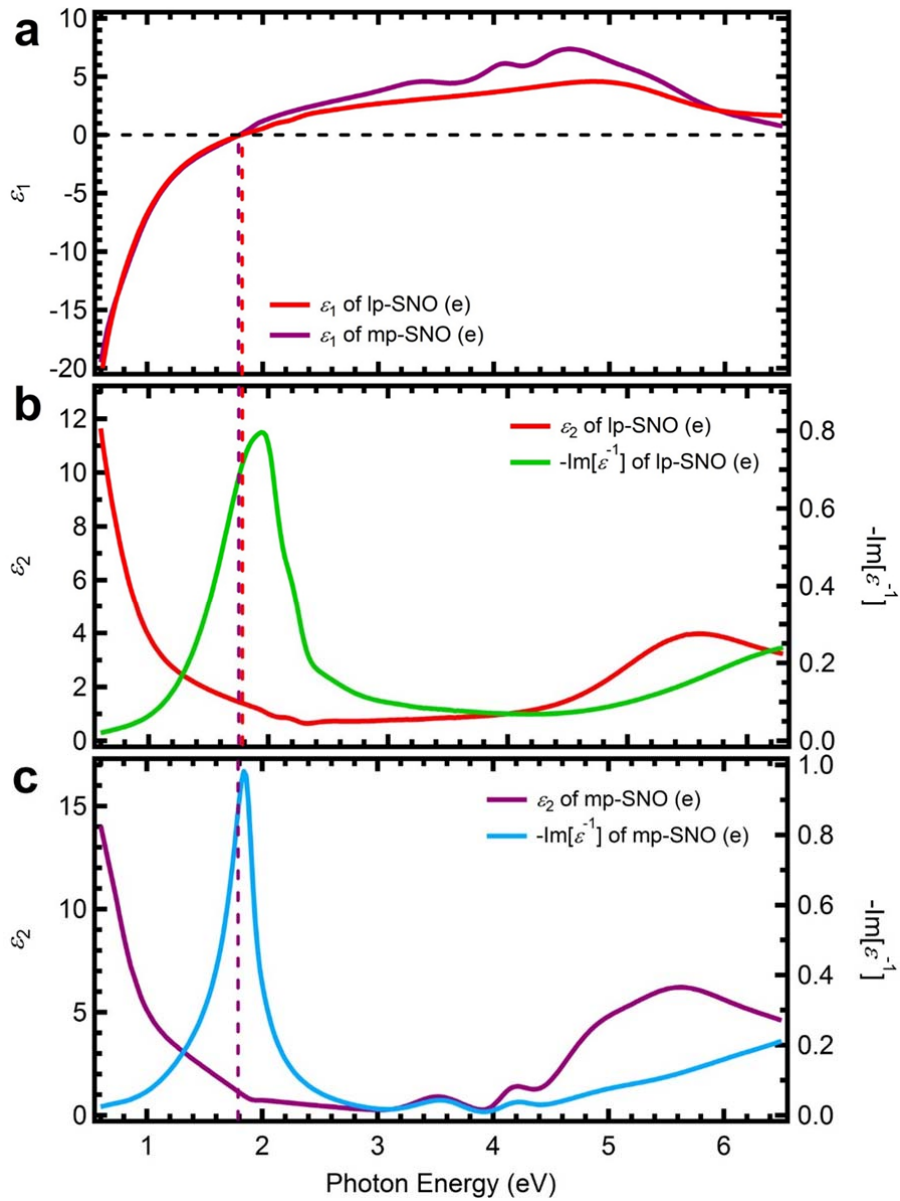 a
10
5
0
-5
-10
-15
-20
ε1
ε1 of lp-SNO (e)
ε1 of mp-SNO (e)
b
12
10
8
6
4
2
0
ε2
ε2 of lp-SNO (e)
-Im[ε-1] of lp-SNO (e)
0.8
0.6
0.4
0.2
0.0
-Im[ε-1]
c
15
10
5
0
ε2
ε2 of mp-SNO (e)
-Im[ε-1] of mp-SNO (e)
1.0
0.8
0.6
0.4
0.2
0.0
-Im[ε-1]
1 2 3 4 5 6
Photon Energy (eV)